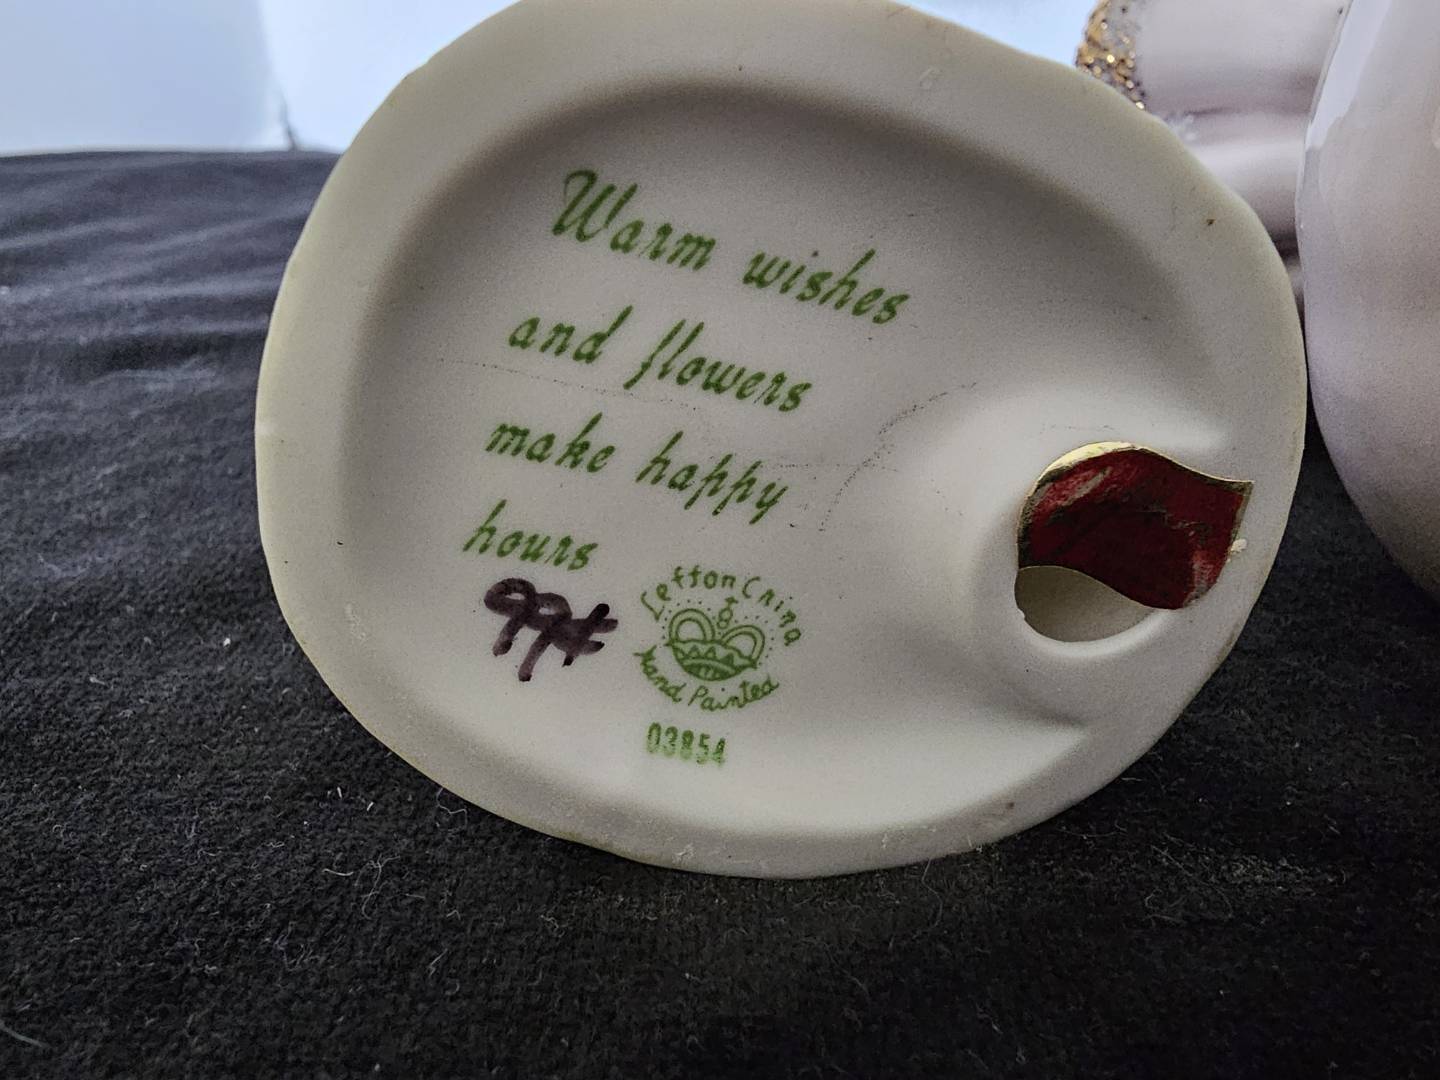 Warm wishes
and flowers
make happy
hours
99¢
Lefton China
Hand Painted
03854